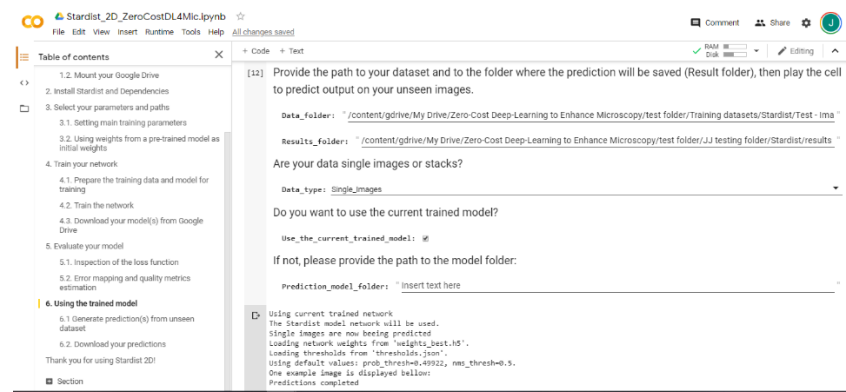 CO Stardist_2D_ZeroCostDL4Mic.ipynb
Comment Share J
File Edit View Insert Runtime Tools Help All changes saved
Table of contents
+ Code + Text
RAM
Disk
Editing
1.2. Mount your Google Drive
2. Install Stardist and Dependencies
3. Select your parameters and paths
3.1. Setting main training parameters
3.2. Using weights from a pre-trained model as
initial weights
4. Train your network
4.1. Prepare the training data and model for
training
4.2. Train the network
4.3. Download your model(s) from Google
Drive
5. Evaluate your model
5.1. Inspection of the loss function
5.2. Error mapping and quality metrics
estimation
6. Using the trained model
6.1 Generate prediction(s) from unseen
dataset
6.2. Download your predictions
Thank you for using Stardist 2D!
Section
[12] Provide the path to your dataset and to the folder where the prediction will be saved (Result folder), then play the cell
to predict output on your unseen images.
Data_folder: "/content/gdrive/My Drive/Zero-Cost Deep-Learning to Enhance Microscopy/test folder/Training datasets/Stardist/Test - Ima"
Results_folder: "/content/gdrive/My Drive/Zero-Cost Deep-Learning to Enhance Microscopy/test folder/JJ testing folder/Stardist/results"
Are your data single images or stacks?
Data_type: Single_Images
Do you want to use the current trained model?
Use_the_current_trained_model:
If not, please provide the path to the model folder:
Prediction_model_folder: "Insert text here"
Using current trained network
The Stardist model network will be used.
Single images are now beeing predicted
Loading network weights from 'weights_best.h5'.
Loading thresholds from 'thresholds.json'.
Using default values: prob_thresh=0.49922, nms_thresh=0.5.
One example image is displayed bellow:
Predictions completed